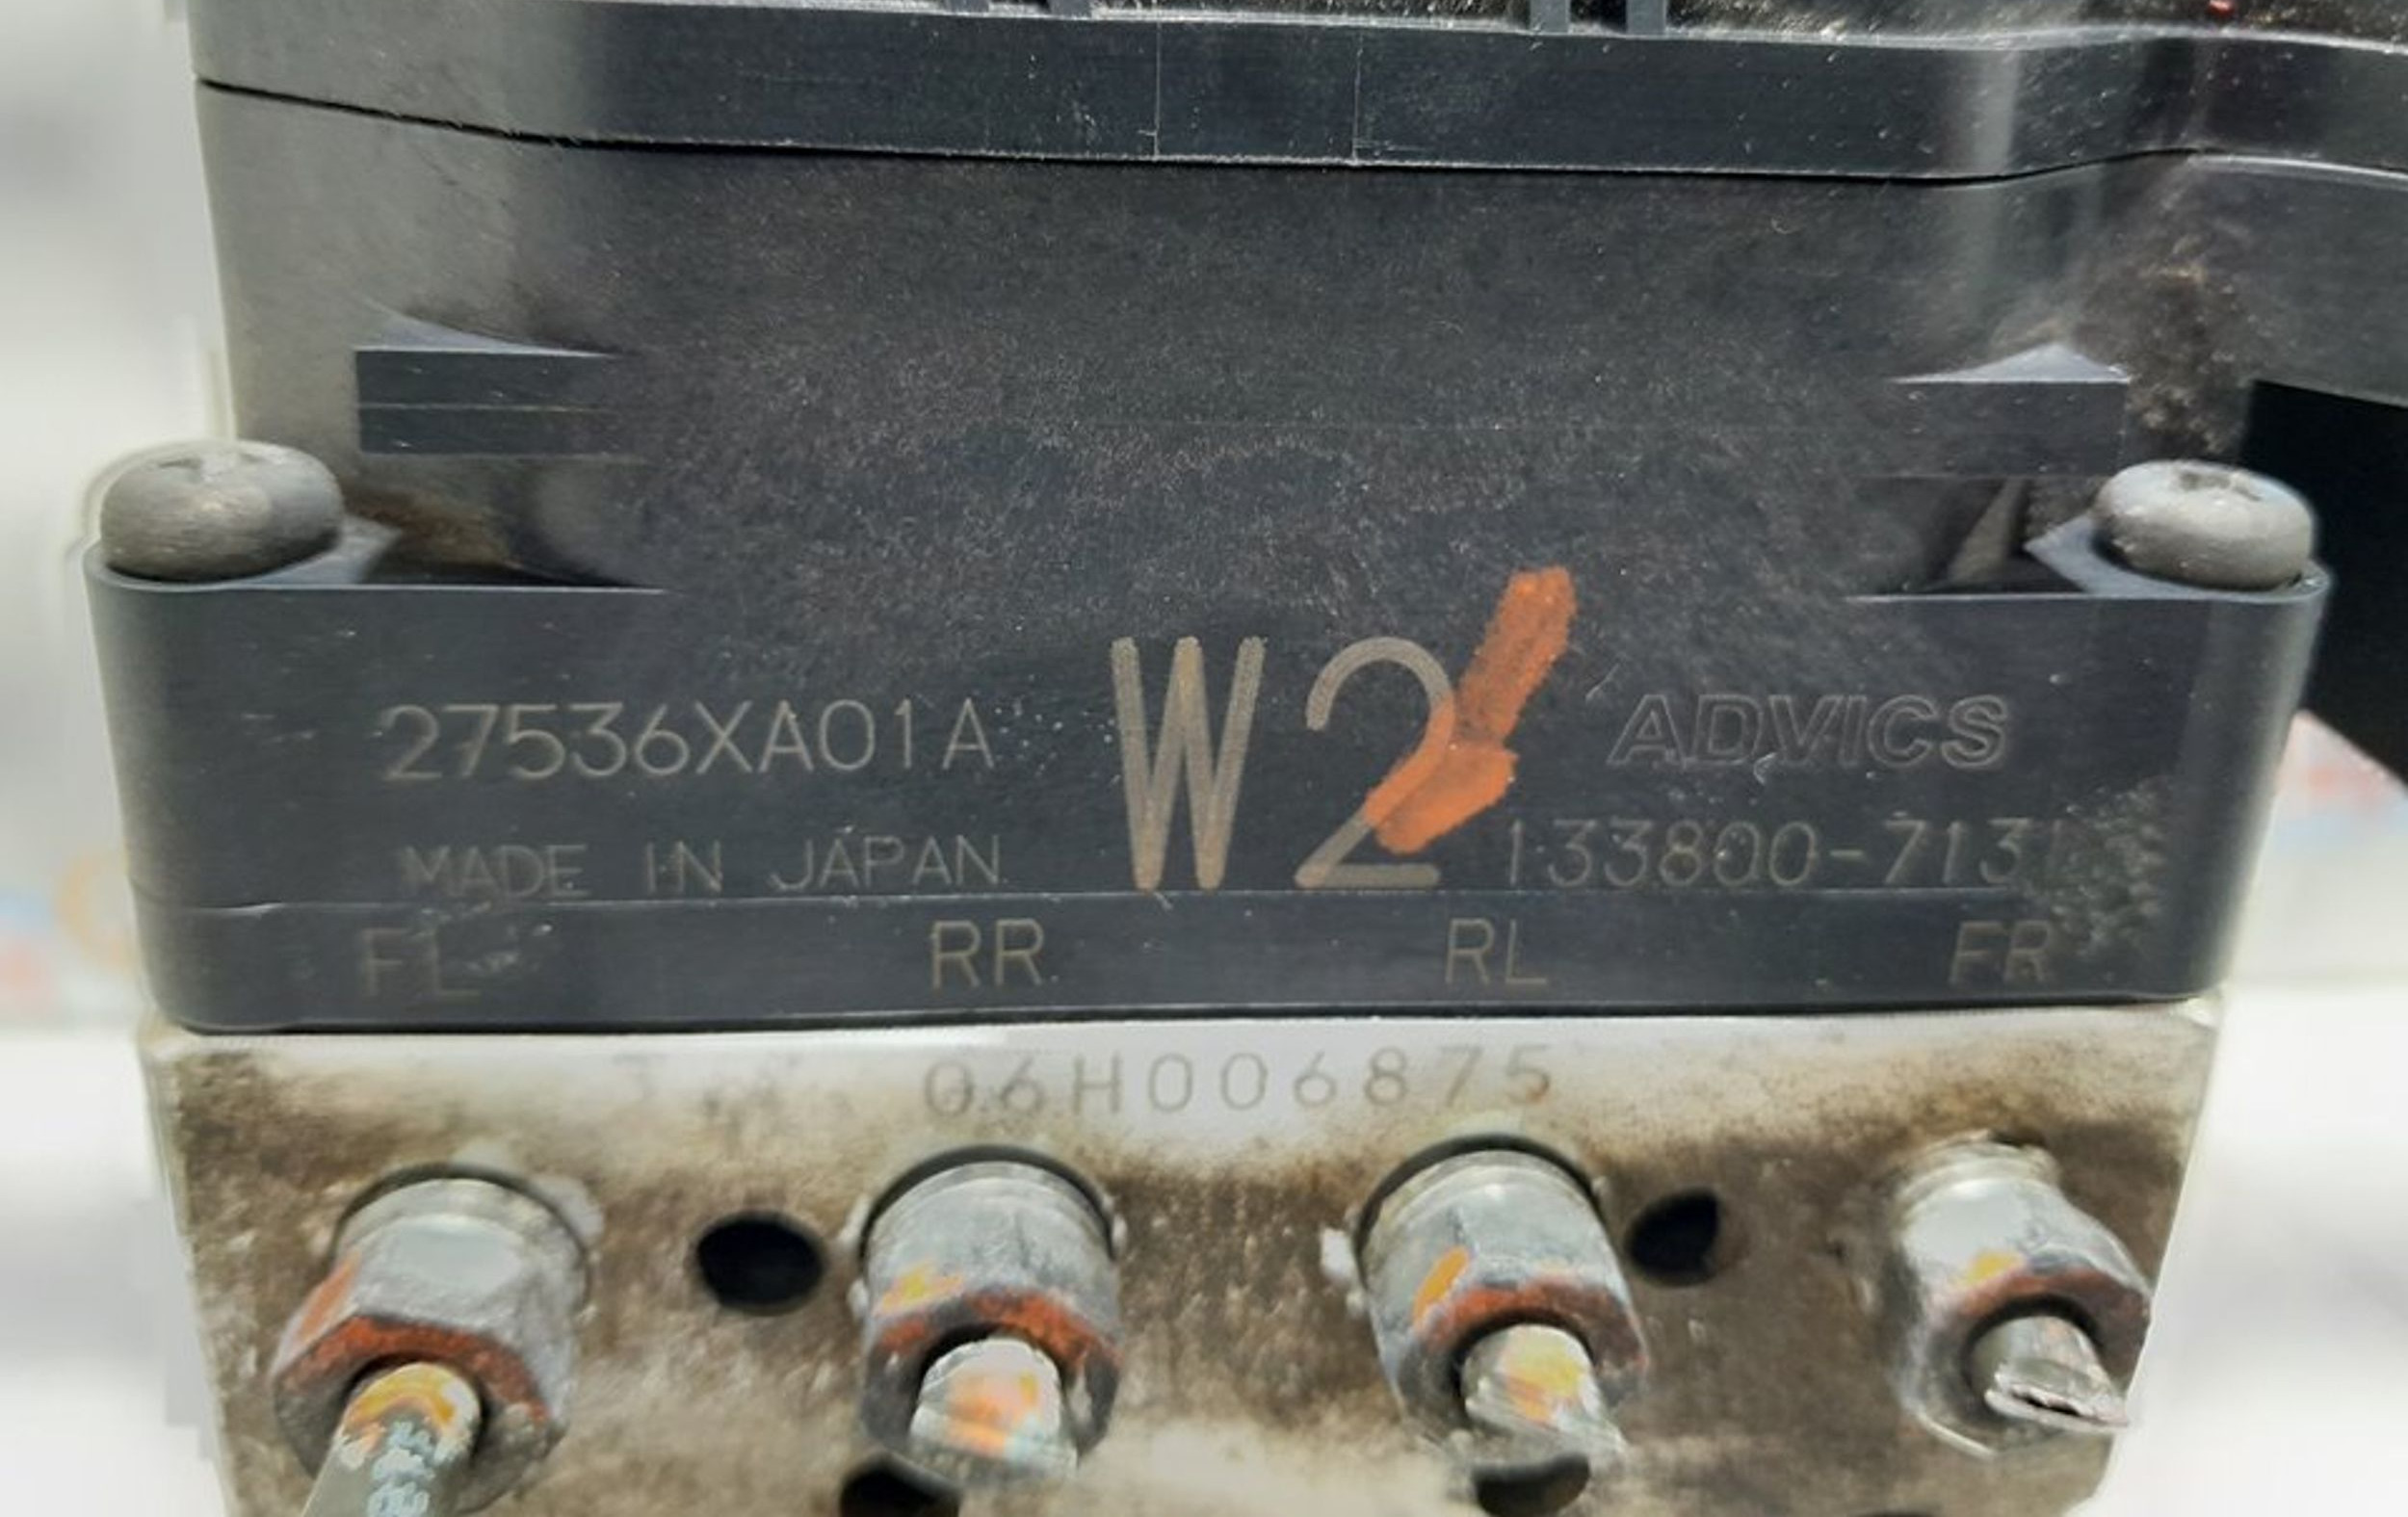 27536XA01A W2 ADVICS
MADE IN JAPAN 133800-7131
FL RR RL FR
06H006875